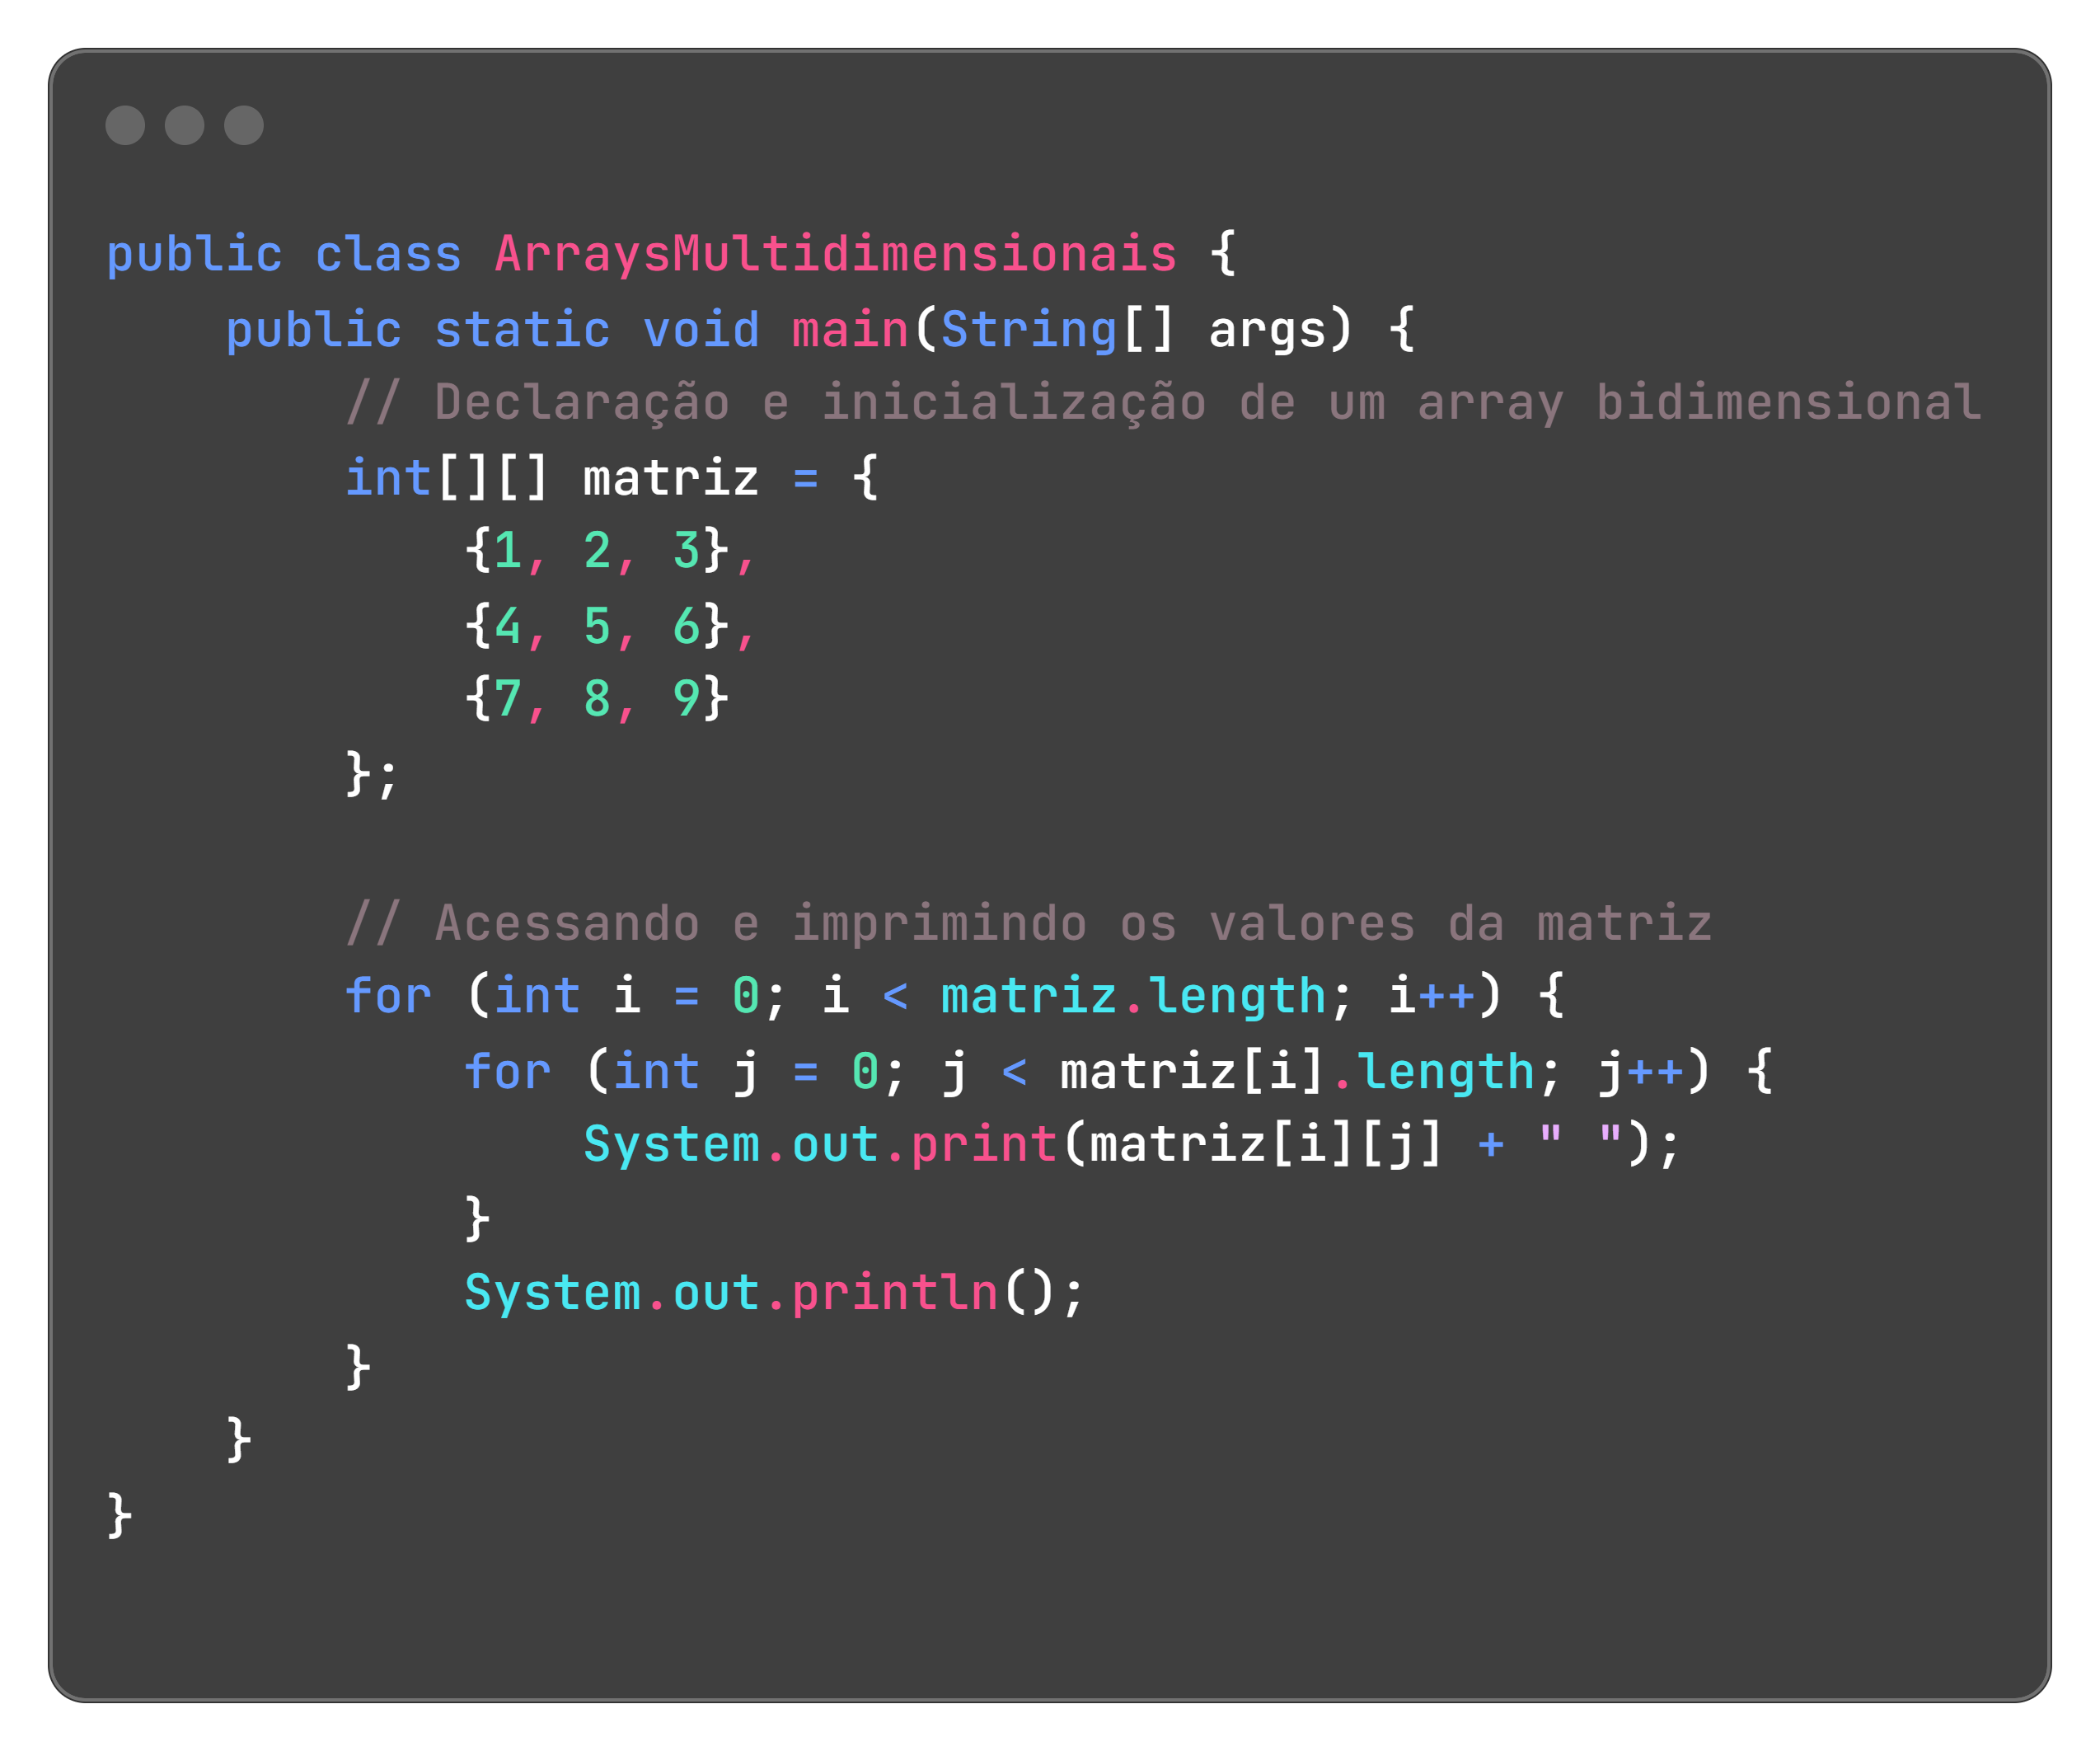 public class ArraysMultidimensionais {
    public static void main(String[] args) {
        // Declaração e inicialização de um array bidimensional
        int[][] matriz = {
            {1, 2, 3},
            {4, 5, 6},
            {7, 8, 9}
        };

        // Acessando e imprimindo os valores da matriz
        for (int i = 0; i < matriz.length; i++) {
            for (int j = 0; j < matriz[i].length; j++) {
                System.out.print(matriz[i][j] + " ");
            }
            System.out.println();
        }
    }
}